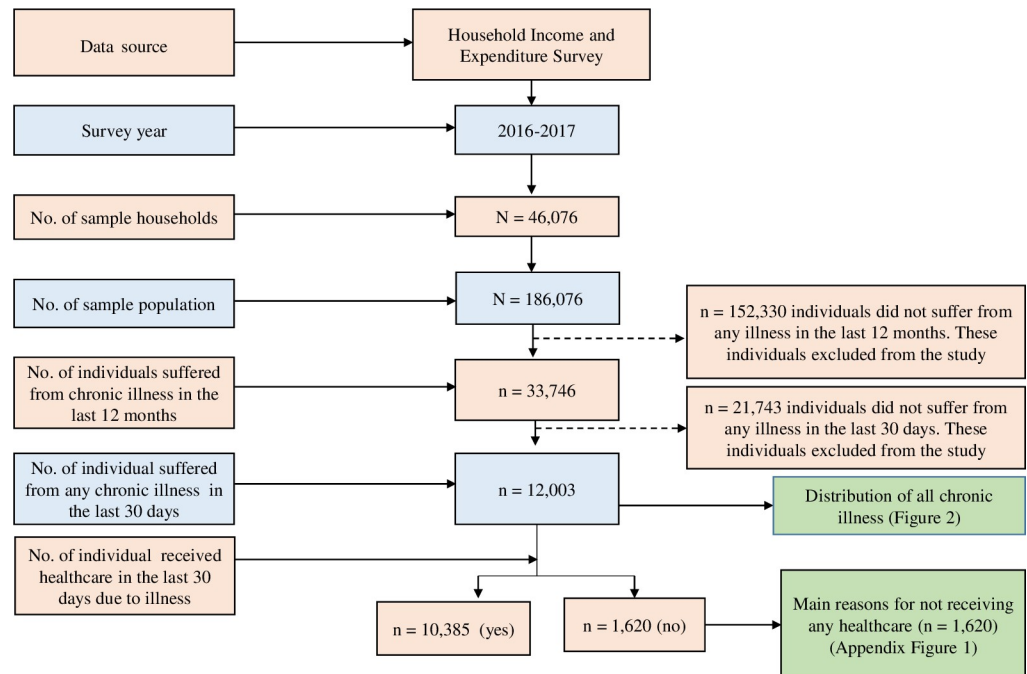 Data source
Household Income and
Expenditure Survey
Survey year
2016-2017
No. of sample households
N = 46,076
No. of sample population
N = 186,076
n = 152,330 individuals did not suffer from
any illness in the last 12 months. These
individuals excluded from the study
No. of individuals suffered
from chronic illness in the
last 12 months
n = 33,746
n = 21,743 individuals did not suffer from
any illness in the last 30 days. These
individuals excluded from the study
No. of individual suffered
from any chronic illness in
the last 30 days
n = 12,003
Distribution of all chronic
illness (Figure 2)
No. of individual received
healthcare in the last 30
days due to illness
n = 10,385 (yes)
n = 1,620 (no)
Main reasons for not receiving
any healthcare (n = 1,620)
(Appendix Figure 1)